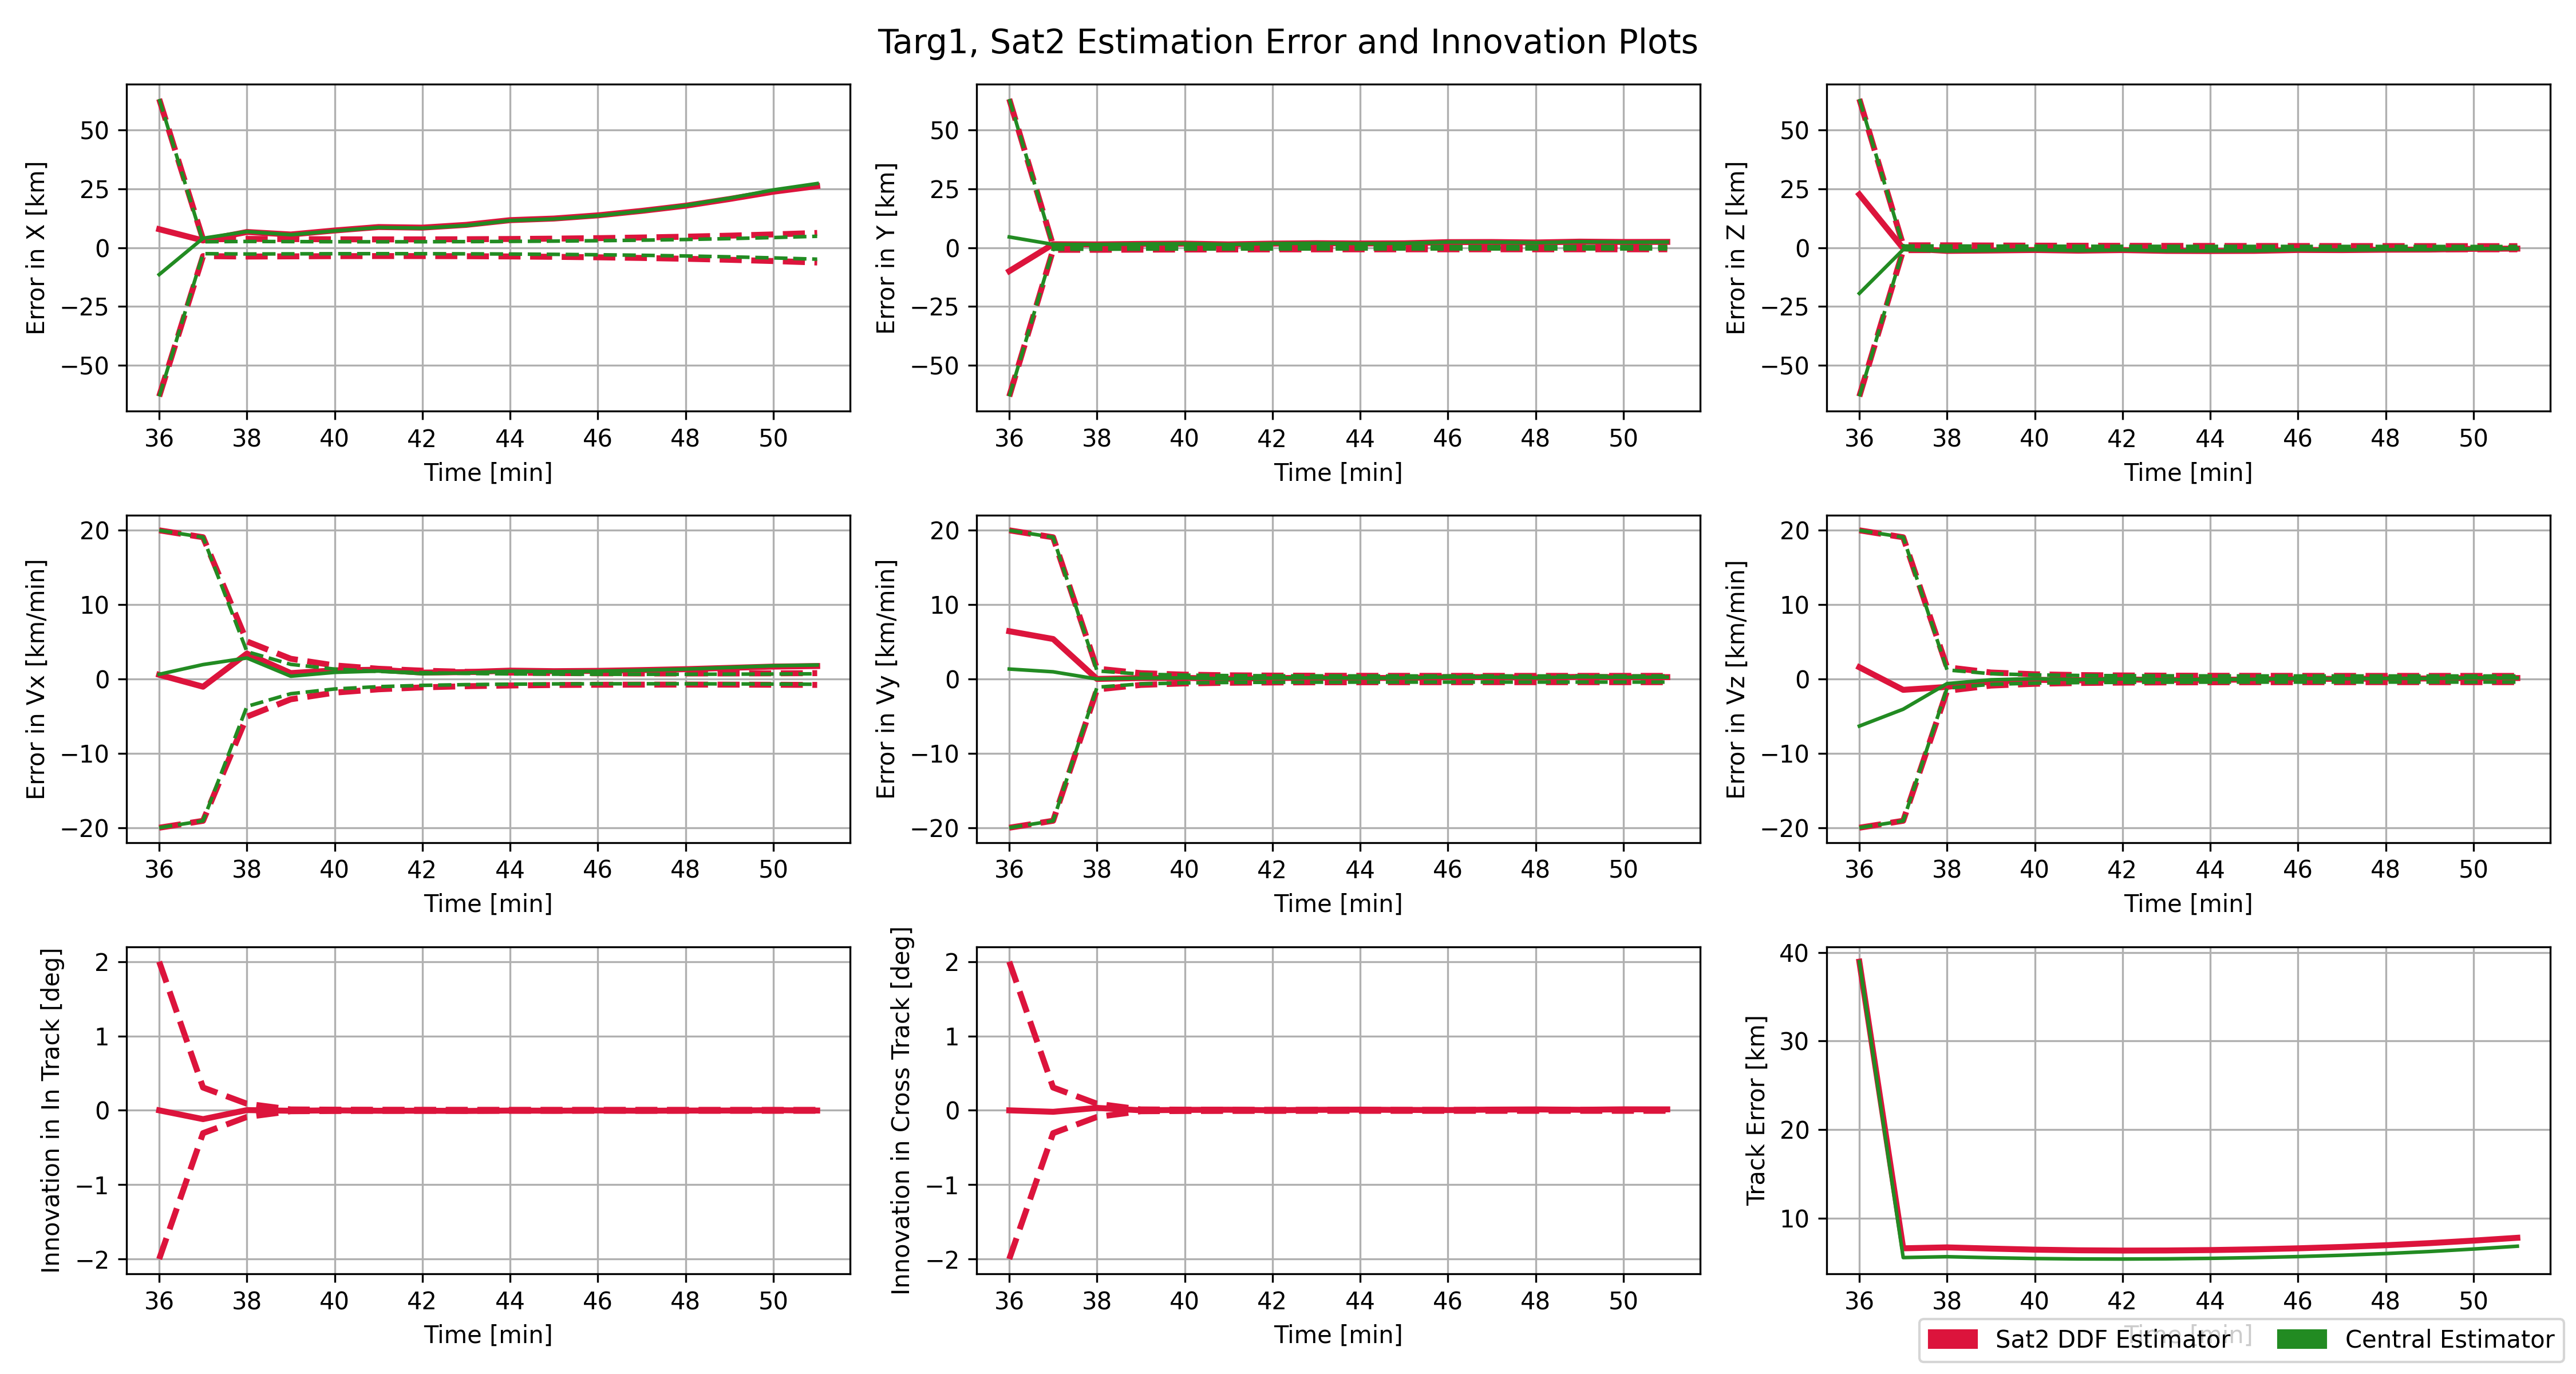 Targ1, Sat2 Estimation Error and Innovation Plots
Error in X [km]
50
25
0
−25
−50
36 38 40 42 44 46 48 50
Time [min]
Error in Y [km]
50
25
0
−25
−50
36 38 40 42 44 46 48 50
Time [min]
Error in Z [km]
50
25
0
−25
−50
36 38 40 42 44 46 48 50
Time [min]
Error in Vx [km/min]
20
10
0
−10
−20
36 38 40 42 44 46 48 50
Time [min]
Error in Vy [km/min]
20
10
0
−10
−20
36 38 40 42 44 46 48 50
Time [min]
Error in Vz [km/min]
20
10
0
−10
−20
36 38 40 42 44 46 48 50
Time [min]
Innovation in In Track [deg]
2
1
0
−1
−2
36 38 40 42 44 46 48 50
Time [min]
Innovation in Cross Track [deg]
2
1
0
−1
−2
36 38 40 42 44 46 48 50
Time [min]
Track Error [km]
40
30
20
10
36 38 40 42 44 46 48 50
Time [min]
Sat2 DDF Estimator
Central Estimator